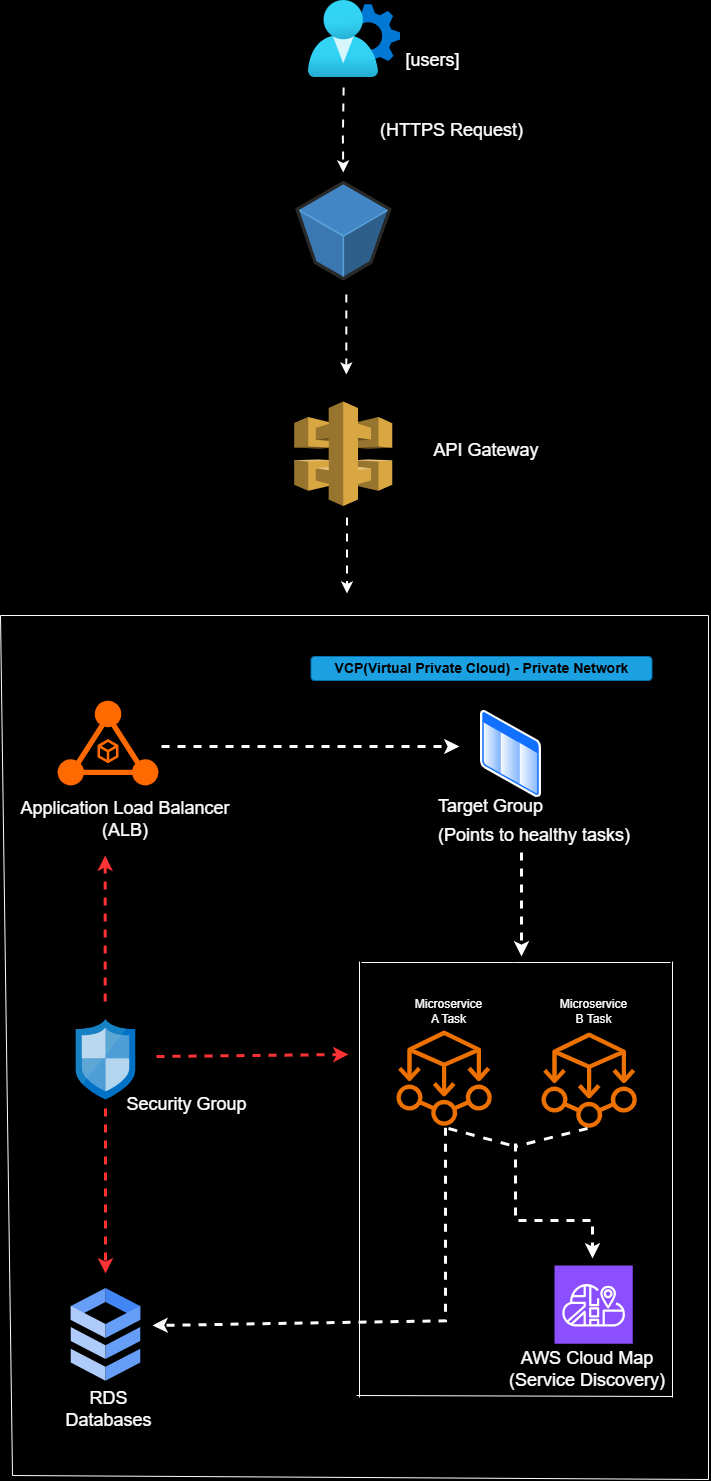 [users]
(HTTPS Request)
API Gateway
VCP(Virtual Private Cloud) - Private Network
Application Load Balancer
(ALB)
Target Group
(Points to healthy tasks)
Microservice
A Task
Microservice
B Task
Security Group
AWS Cloud Map
(Service Discovery)
RDS
Databases